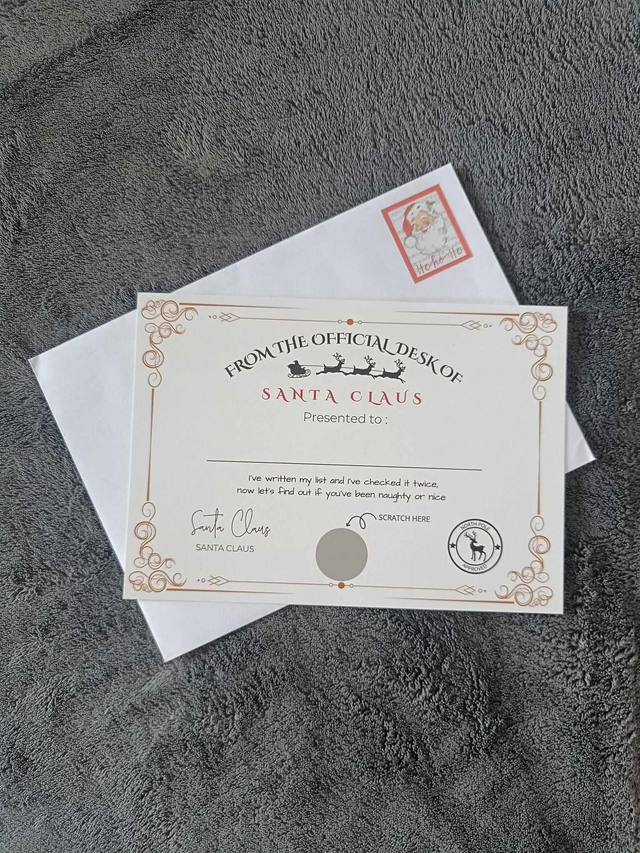 Ho Ho Ho
FROM THE OFFICIAL DESK OF
SANTA CLAUS
Presented to :
I've written my list and I've checked it twice,
now let's find out if you've been naughty or nice
Santa Claus
SANTA CLAUS
SCRATCH HERE
NORTH POLE
APPROVED